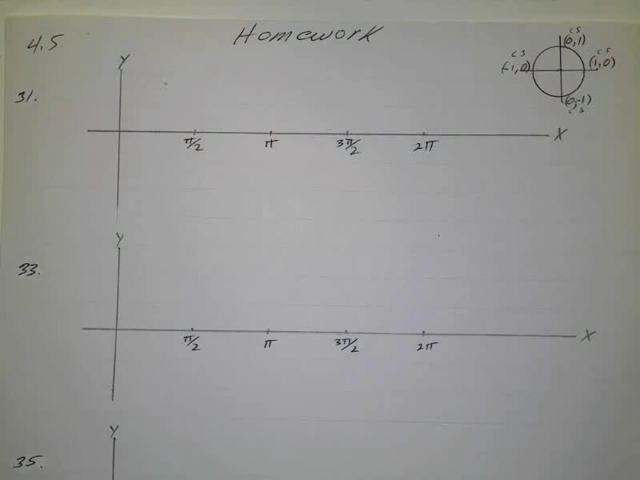 4.5
Homework
c s
(0,1)
c s
(-1,0)
c s
(1,0)
(0,-1)
c s
31.
Y
π/2
π
3π/2
2π
X
33.
Y
π/2
π
3π/2
2π
X
35.
Y